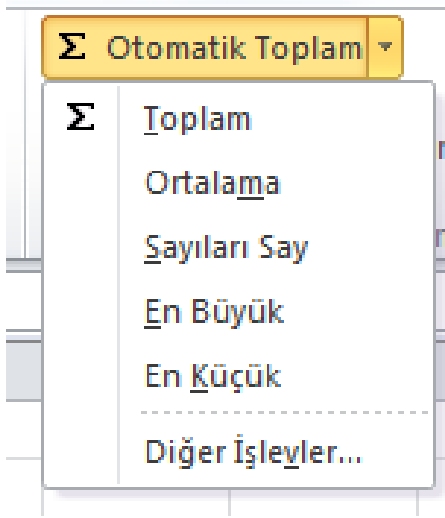 Σ Otomatik Toplam
Σ Toplam
Ortalama
Sayıları Say
En Büyük
En Küçük
Diğer İşlevler...